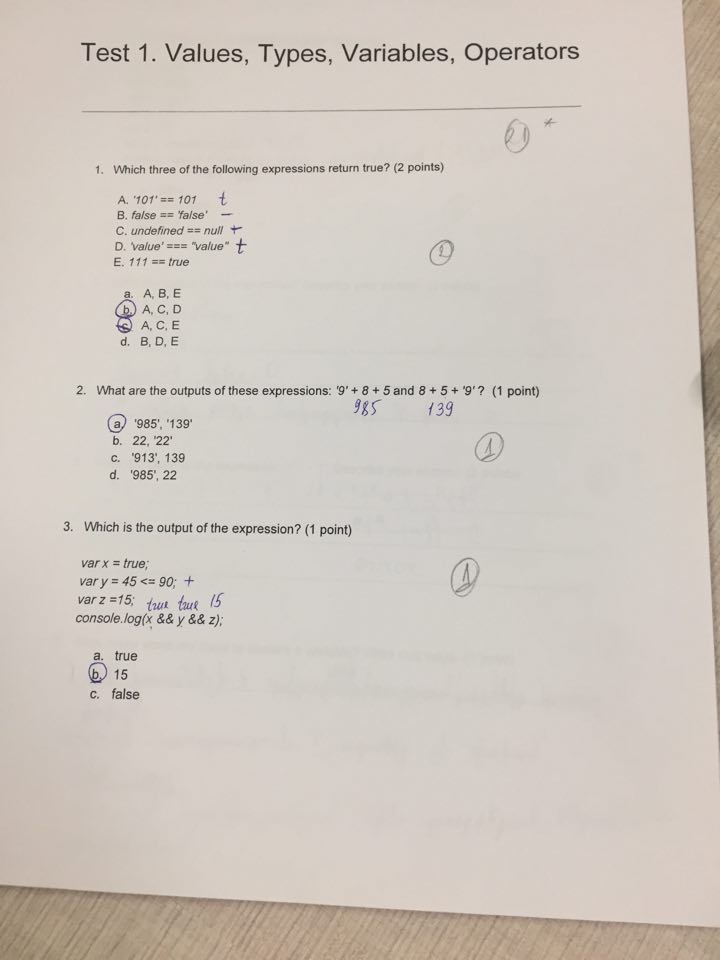 Test 1. Values, Types, Variables, Operators
21 *
1. Which three of the following expressions return true? (2 points)
A. '101' == 101 t
B. false == 'false' –
C. undefined == null +
D. 'value' === "value" t
E. 111 == true
2
a. A, B, E
b. A, C, D
c. A, C, E
d. B, D, E
2. What are the outputs of these expressions: '9' + 8 + 5 and 8 + 5 + '9'? (1 point)
985 139
a. '985', '139'
b. 22, '22'
c. '913', 139
d. '985', 22
1
3. Which is the output of the expression? (1 point)
var x = true;
var y = 45 <= 90; +
var z =15; true true 15
console.log(x && y && z);
1
a. true
b. 15
c. false